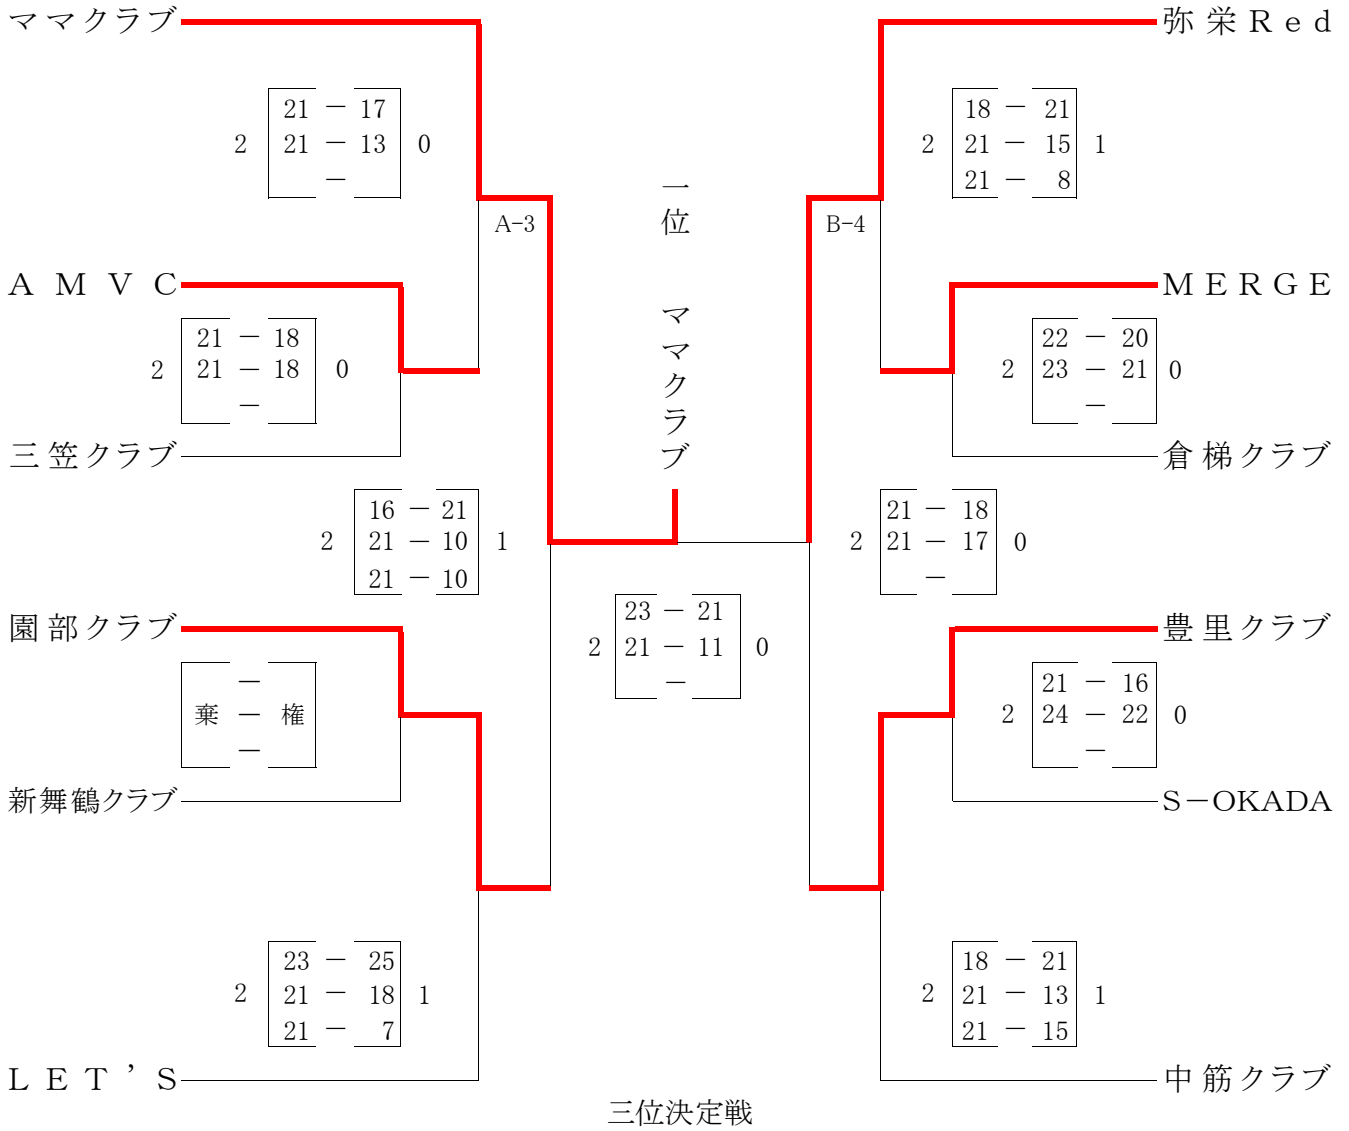 ママクラブ
弥栄Red
21 － 17
2 21 － 13 0
－
18 － 21
2 21 － 15 1
21 － 8
一位 ママクラブ
A−3
B−4
AMVC
MERGE
21 － 18
2 21 － 18 0
－
22 － 20
2 23 － 21 0
－
三笠クラブ
倉梯クラブ
16 － 21
2 21 － 10 1
21 － 10
21 － 18
2 21 － 17 0
－
23 － 21
2 21 － 11 0
－
園部クラブ
豊里クラブ
－
棄 － 権
－
21 － 16
2 24 － 22 0
－
新舞鶴クラブ
S－OKADA
23 － 25
2 21 － 18 1
21 － 7
18 － 21
2 21 － 13 1
21 － 15
LET’S
中筋クラブ
三位決定戦